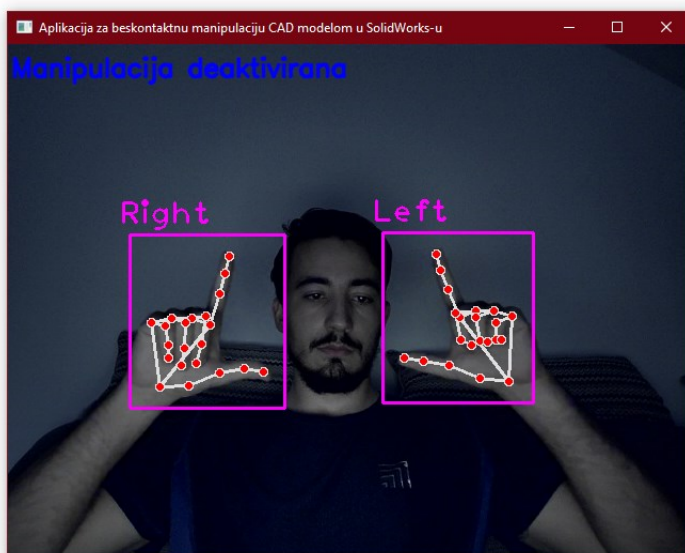 Aplikacija za beskontaktnu manipulaciju CAD modelom u SolidWorks-u
Manipulacija deaktivirana
Right
Left